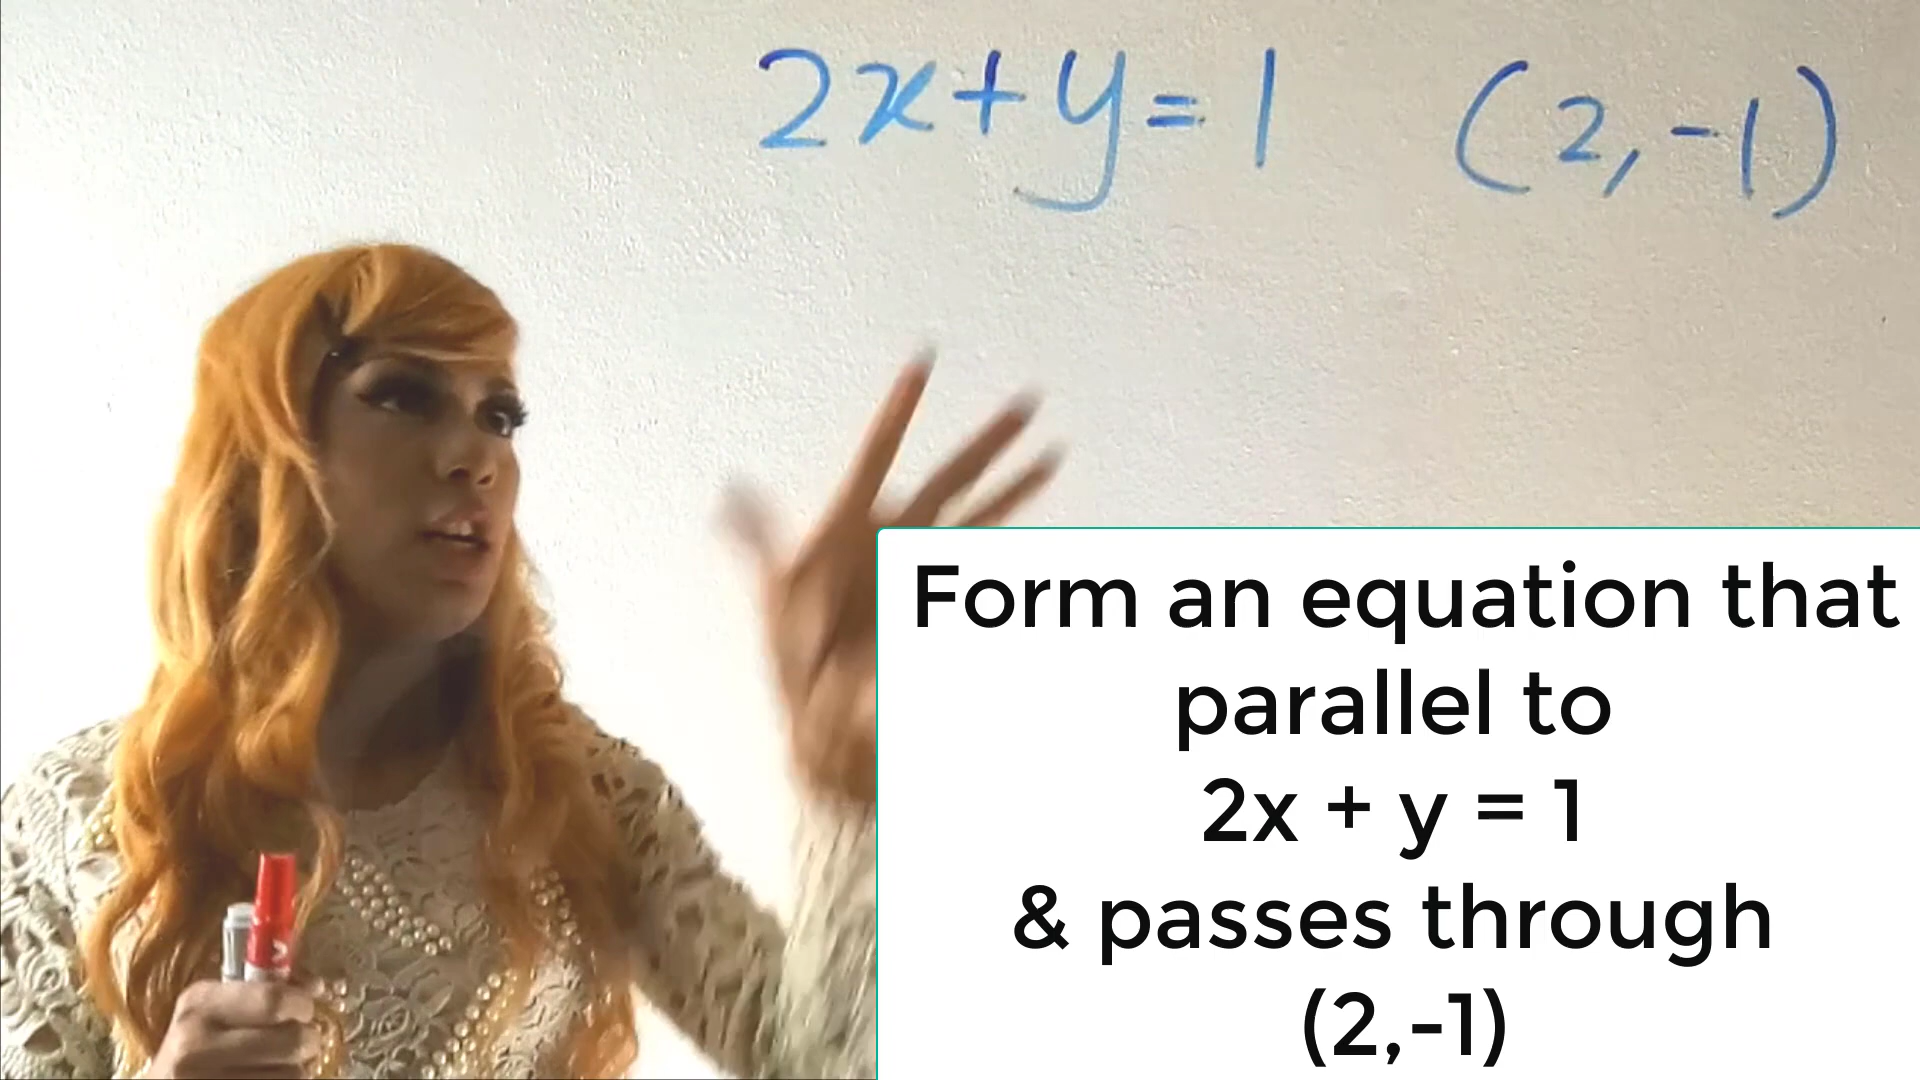 2x+y=1 (2,-1)
Form an equation that
parallel to
2x + y = 1
& passes through
(2,-1)